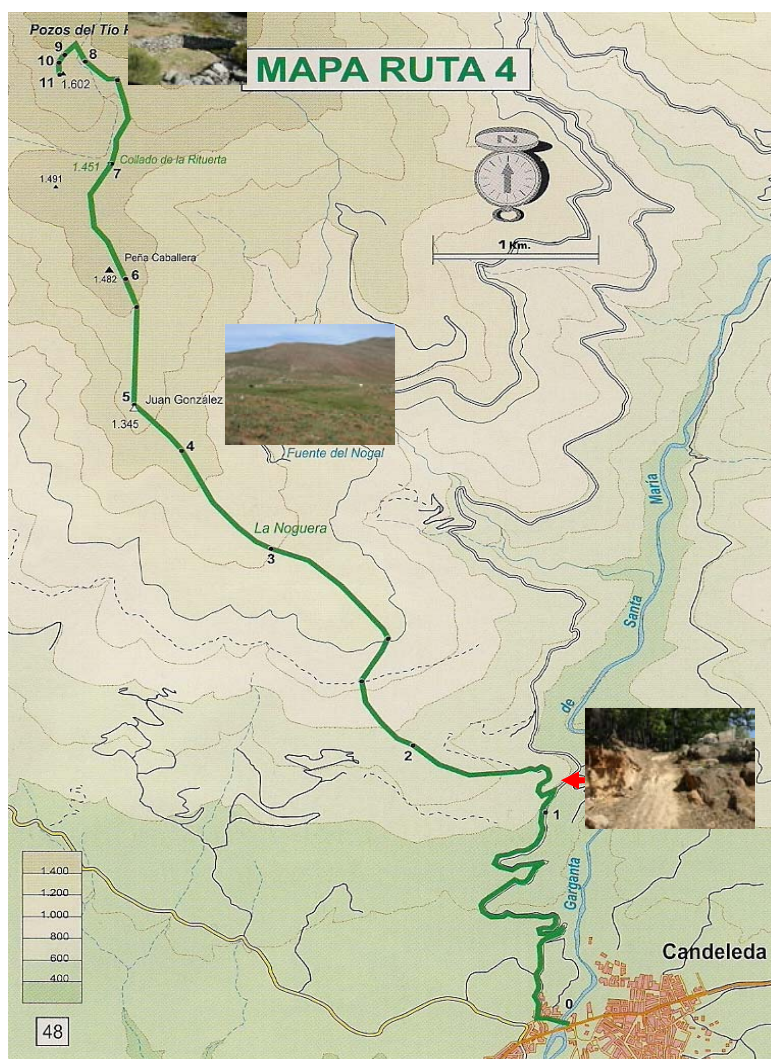 Pozos del Tío
MAPA RUTA 4
9
8
10
11
1.602
N
Collado de la Rituerta
1.451
7
1.491
1 Km.
Peña Caballera
1.482
6
5
Juan González
1.345
4
Fuente del Nogal
La Noguera
3
María
Santa
de
2
1
Garganta
1.400
1.200
1.000
800
600
400
Candeleda
0
48